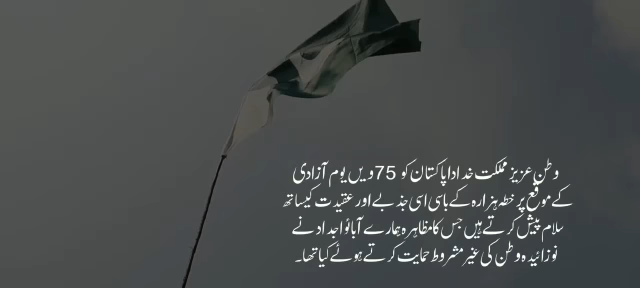 وطن عزیز مملکت خداداد پاکستان کو 75ویں یوم آزادی
کے موقع پر خطہ ہزارہ کے باسی اسی جذبے اور عقیدت کیساتھ
سلام پیش کرتے ہیں جس کا مظاہرہ ہمارے آبائو اجداد نے
نوزائیدہ وطن کی غیر مشروط حمایت کرتے ہوئے کیا تھا۔